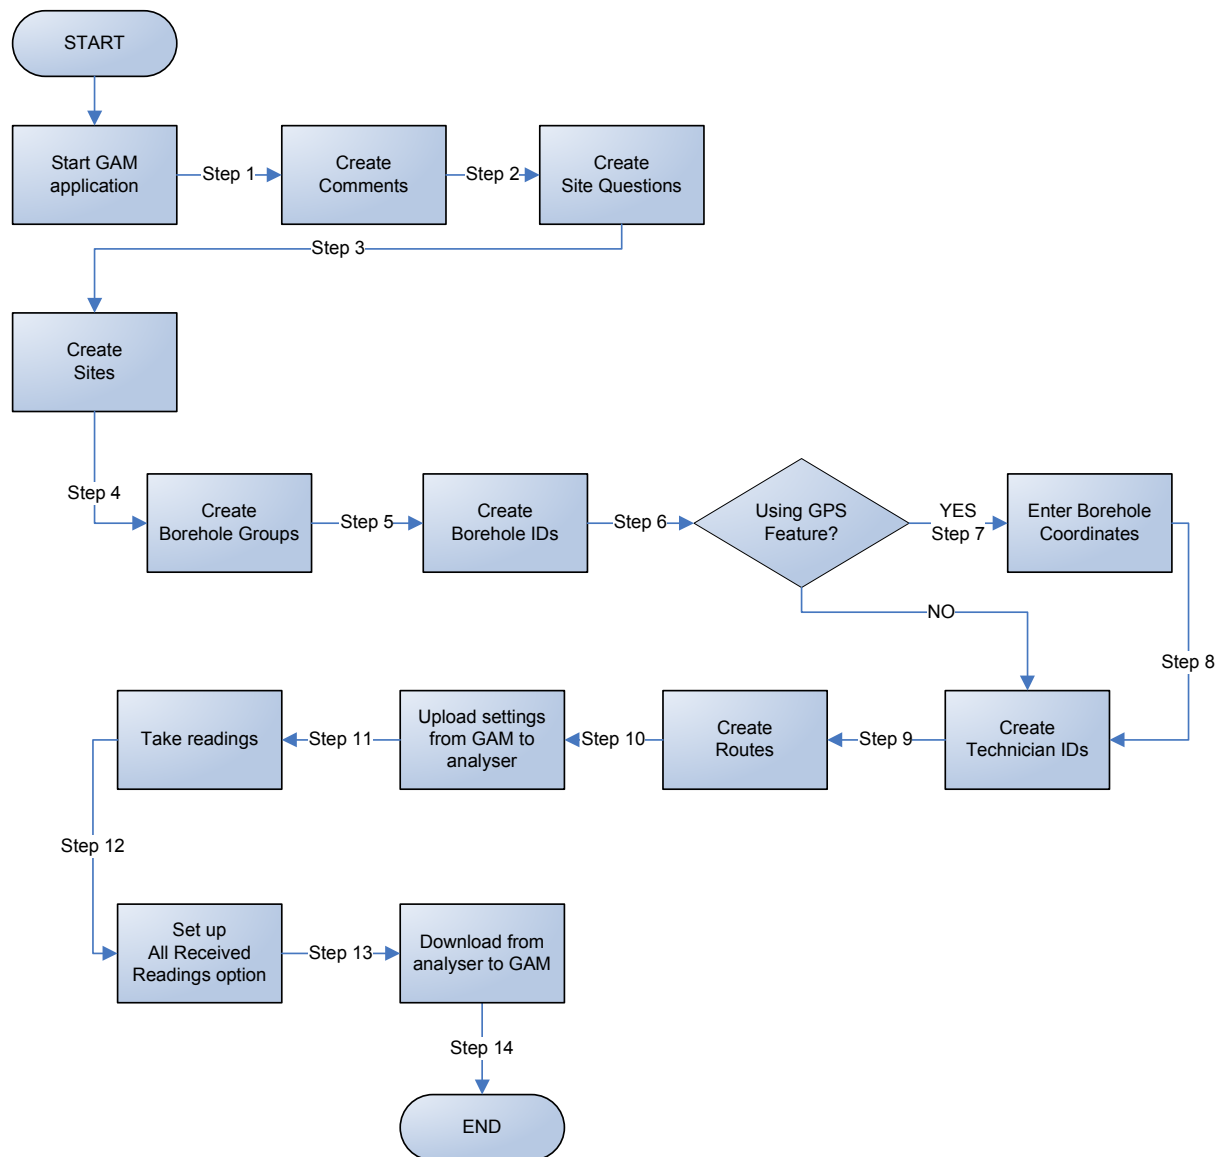 START
Start GAM
application
Step 1
Create
Comments
Step 2
Create
Site Questions
Step 3
Create
Sites
Step 4
Create
Borehole Groups
Step 5
Create
Borehole IDs
Step 6
Using GPS
Feature?
YES
Step 7
Enter Borehole
Coordinates
NO
Step 8
Create
Technician IDs
Step 9
Create
Routes
Step 10
Upload settings
from GAM to
analyser
Step 11
Take readings
Step 12
Set up
All Received
Readings option
Step 13
Download from
analyser to GAM
Step 14
END